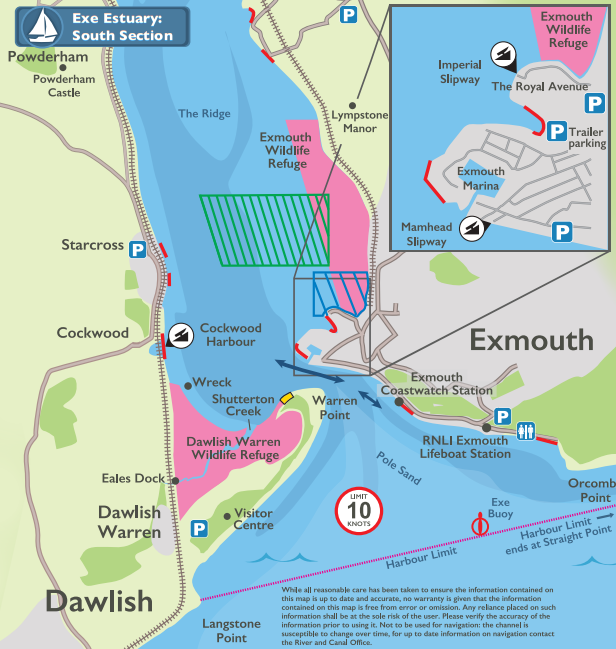 Exe Estuary:
South Section
P
Powderham
Powderham
Castle
The Ridge
Lympstone
Manor
Exmouth
Wildlife
Refuge
Exmouth
Wildlife
Refuge
Imperial
Slipway
The Royal Avenue
P
P
Trailer
parking
Exmouth
Marina
Mamhead
Slipway
P
Starcross
P
Cockwood
Cockwood
Harbour
Exmouth
Wreck
Shutterton
Creek
Warren
Point
Exmouth
Coastwatch Station
P
RNLI Exmouth
Lifeboat Station
Dawlish Warren
Wildlife Refuge
Pole Sand
Eales Dock
Orcomb
Point
Dawlish
Warren
P
Visitor
Centre
LIMIT
10
KNOTS
Exe
Buoy
Harbour Limit
ends at Straight Point
Harbour Limit
Dawlish
Langstone
Point
While all reasonable care has been taken to ensure the information contained on
this map is up to date and accurate, no warranty is given that the information
contained on this map is free from error or omission. Any reliance placed on such
information shall be at the sole risk of the user. Please verify the accuracy of the
information prior to using it. Not to be used for navigation: the channel is
susceptible to change over time, for up to date information on navigation contact
the River and Canal Office.